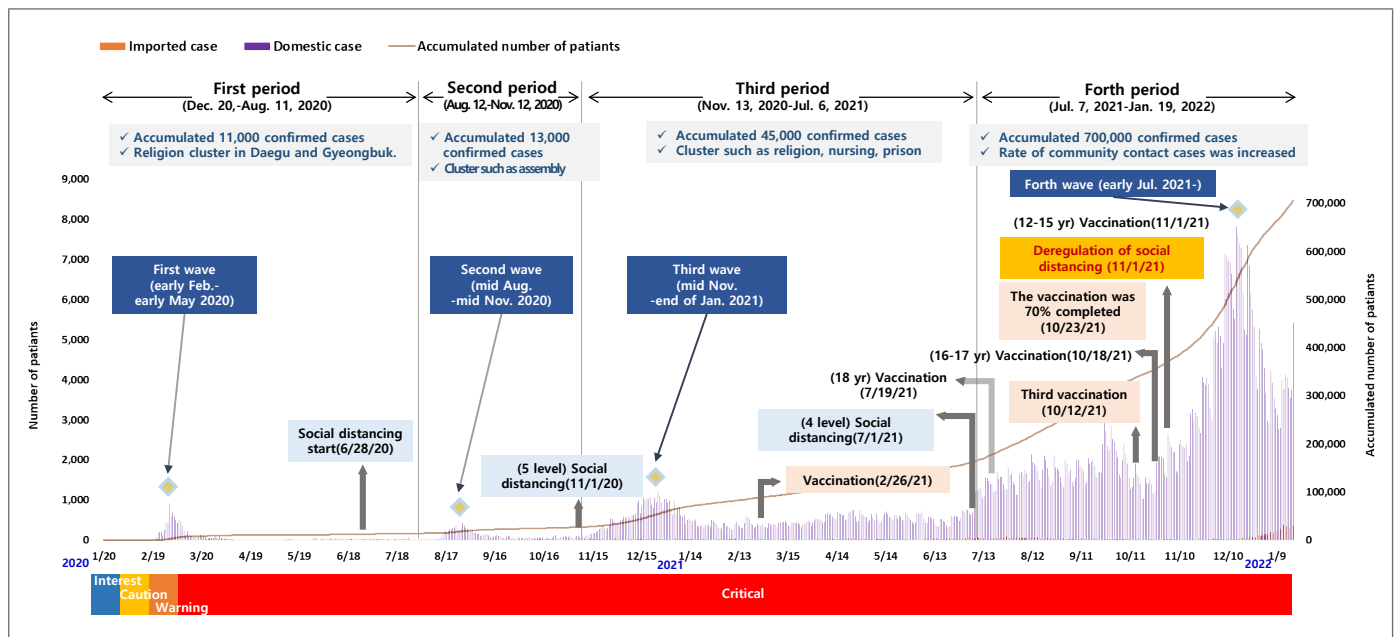 Imported case
Domestic case
Accumulated number of patiants
First period
(Dec. 20,-Aug. 11, 2020)
Second period
(Aug. 12,-Nov. 12, 2020)
Third period
(Nov. 13, 2020-Jul. 6, 2021)
Forth period
(Jul. 7, 2021-Jan. 19, 2022)
✓ Accumulated 11,000 confirmed cases
✓ Religion cluster in Daegu and Gyeongbuk.
✓ Accumulated 13,000
confirmed cases
✓ Cluster such as assembly
✓ Accumulated 45,000 confirmed cases
✓ Cluster such as religion, nursing, prison
✓ Accumulated 700,000 confirmed cases
✓ Rate of community contact cases was increased
Number of patiants
9,000
8,000
7,000
6,000
5,000
4,000
3,000
2,000
1,000
0
First wave
(early Feb.-
early May 2020)
Second wave
(mid Aug.
-mid Nov. 2020)
Third wave
(mid Nov.
-end of Jan. 2021)
Forth wave (early Jul. 2021-)
(12-15 yr) Vaccination(11/1/21)
Deregulation of social
distancing (11/1/21)
The vaccination was
70% completed
(10/23/21)
(16-17 yr) Vaccination(10/18/21)
(18 yr) Vaccination
(7/19/21)
Third vaccination
(10/12/21)
(4 level) Social
distancing(7/1/21)
Social distancing
start(6/28/20)
(5 level) Social
distancing(11/1/20)
Vaccination(2/26/21)
700,000
600,000
500,000
400,000
300,000
200,000
100,000
0
Accumulated number of patiants
1/20 2/19 3/20 4/19 5/19 6/18 7/18 8/17 9/16 10/16 11/15 12/15 1/14 2/13 3/15 4/14 5/14 6/13 7/13 8/12 9/11 10/11 11/10 12/10 1/9
2020 2021 2022
Interest
Caution
Warning
Critical